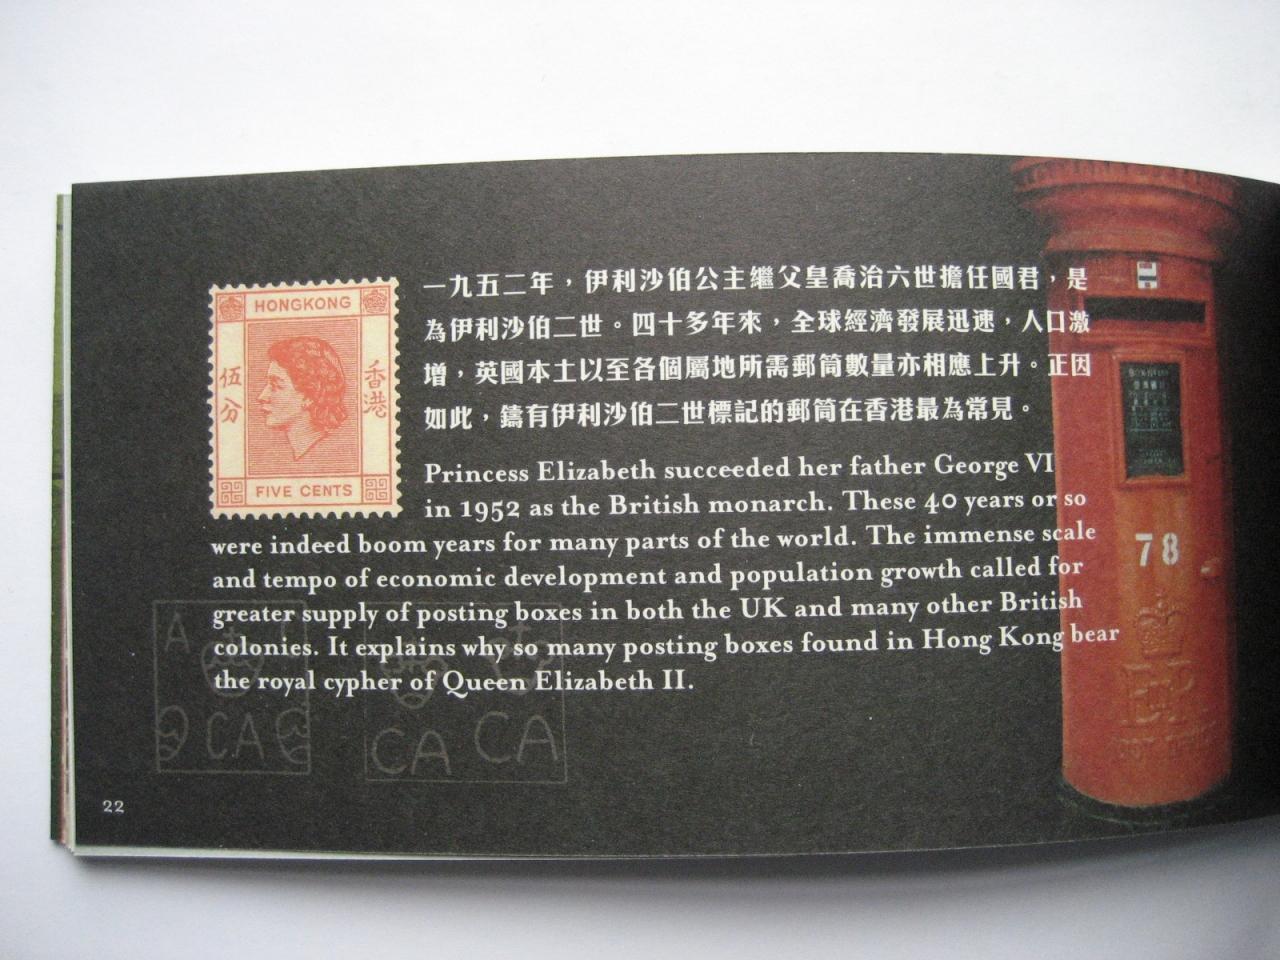 HONGKONG
伍分
香港
FIVE CENTS
一九五二年，伊利沙伯公主繼父皇喬治六世擔任國君，是
為伊利沙伯二世。四十多年來，全球經濟發展迅速，人口激
增，英國本土以至各個屬地所需郵筒數量亦相應上升。正因
如此，鑄有伊利沙伯二世標記的郵筒在香港最為常見。
Princess Elizabeth succeeded her father George VI
in 1952 as the British monarch. These 40 years or so
were indeed boom years for many parts of the world. The immense scale
and tempo of economic development and population growth called for
greater supply of posting boxes in both the UK and many other British
colonies. It explains why so many posting boxes found in Hong Kong bear
the royal cypher of Queen Elizabeth II.
78
A
CA
CA
CA
22